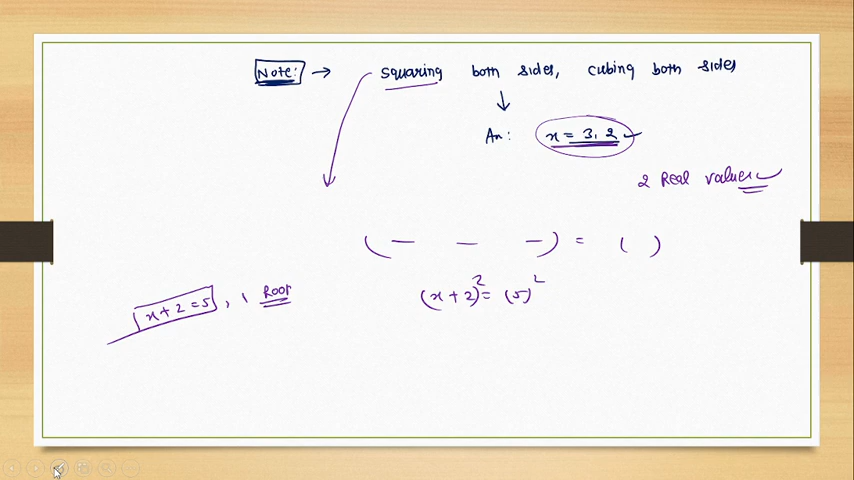 Note: → squaring both sides, cubing both sides
An: x = 3, 2
2 Real values
( — — — ) = ( )
x + 2 = 5, 1 Root
(x + 2)² = (5)²